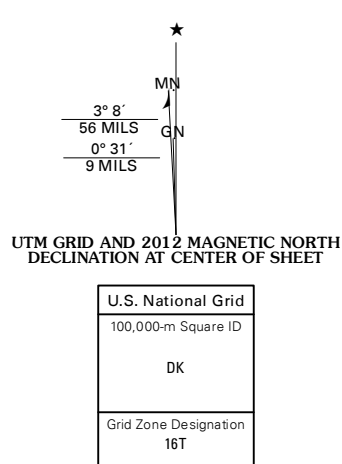 ★
MN
3° 8´
56 MILS
GN
0° 31´
9 MILS
UTM GRID AND 2012 MAGNETIC NORTH
DECLINATION AT CENTER OF SHEET
U.S. National Grid
100,000-m Square ID
DK
Grid Zone Designation
16T